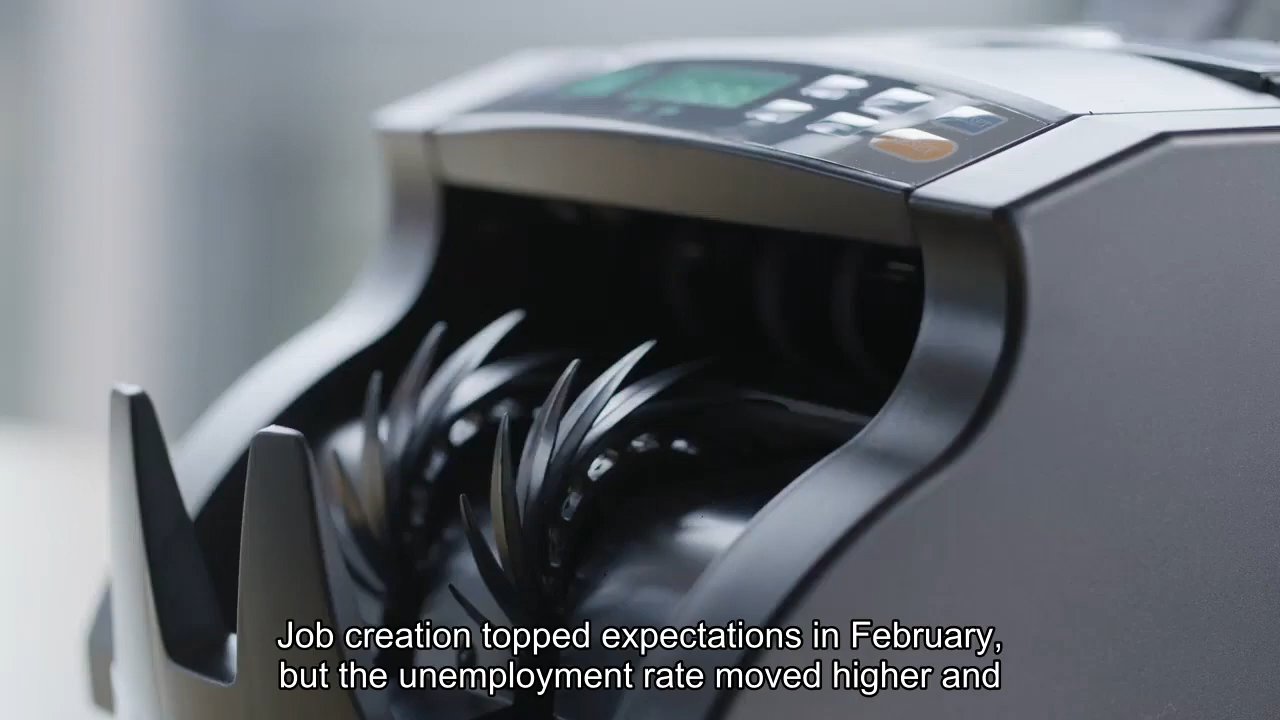 Job creation topped expectations in February,
but the unemployment rate moved higher and